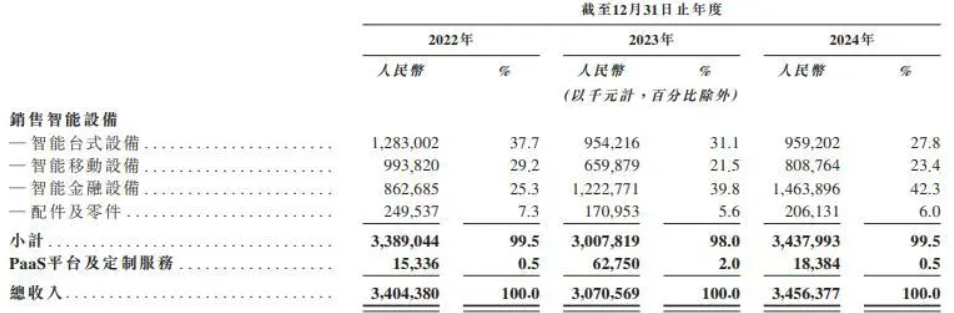 截至12月31日止年度
2022年 2023年 2024年
人民幣 % 人民幣 % 人民幣 %
(以千元計，百分比除外)
銷售智能設備
—智能台式設備 1,283,002 37.7 954,216 31.1 959,202 27.8
—智能移動設備 993,820 29.2 659,879 21.5 808,764 23.4
—智能金融設備 862,685 25.3 1,222,771 39.8 1,463,896 42.3
—配件及零件 249,537 7.3 170,953 5.6 206,131 6.0
小計 3,389,044 99.5 3,007,819 98.0 3,437,993 99.5
PaaS平台及定制服務 15,336 0.5 62,750 2.0 18,384 0.5
總收入 3,404,380 100.0 3,070,569 100.0 3,456,377 100.0